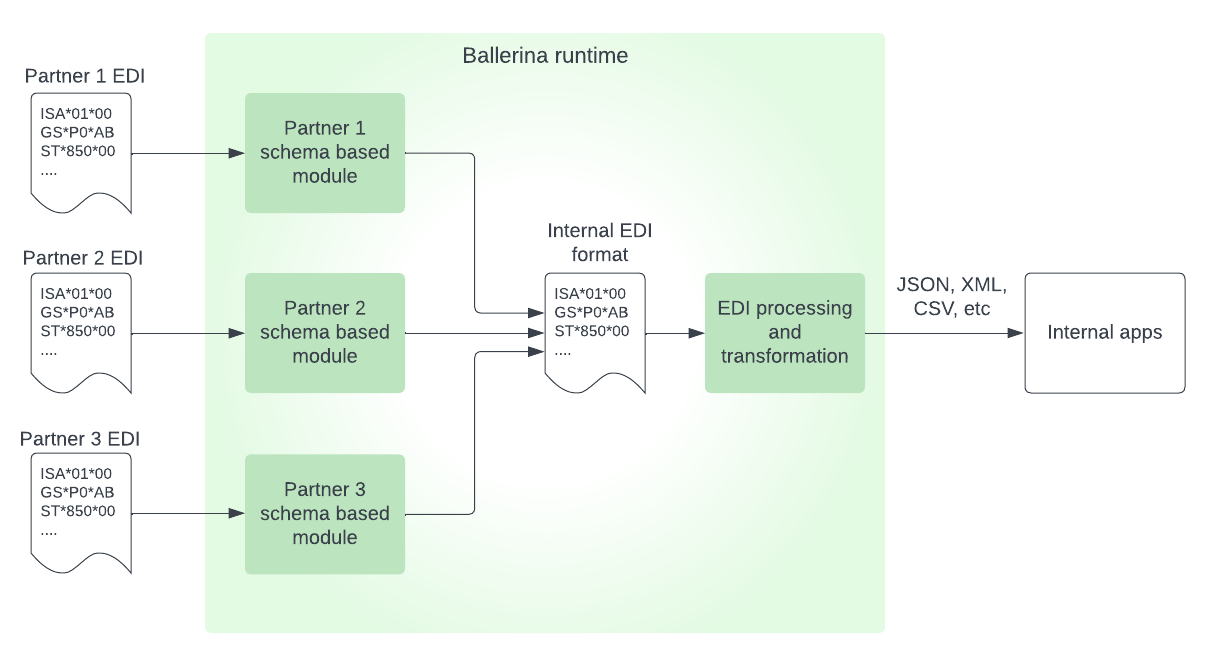 Ballerina runtime
Partner 1 EDI
ISA*01*00
GS*P0*AB
ST*850*00
....
Partner 1
schema based
module
Partner 2 EDI
ISA*01*00
GS*P0*AB
ST*850*00
....
Partner 2
schema based
module
Internal EDI
format
ISA*01*00
GS*P0*AB
ST*850*00
....
EDI processing
and
transformation
JSON, XML,
CSV, etc
Internal apps
Partner 3 EDI
ISA*01*00
GS*P0*AB
ST*850*00
....
Partner 3
schema based
module